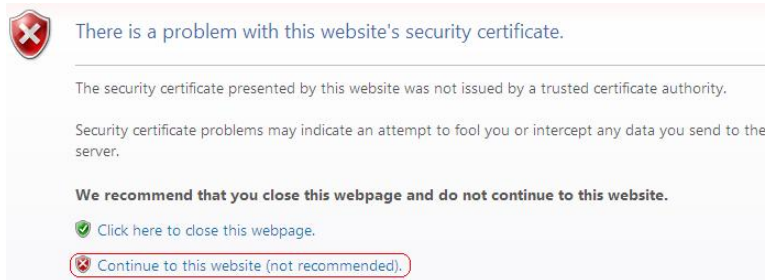 There is a problem with this website's security certificate.
The security certificate presented by this website was not issued by a trusted certificate authority.
Security certificate problems may indicate an attempt to fool you or intercept any data you send to the
server.
We recommend that you close this webpage and do not continue to this website.
Click here to close this webpage.
Continue to this website (not recommended).